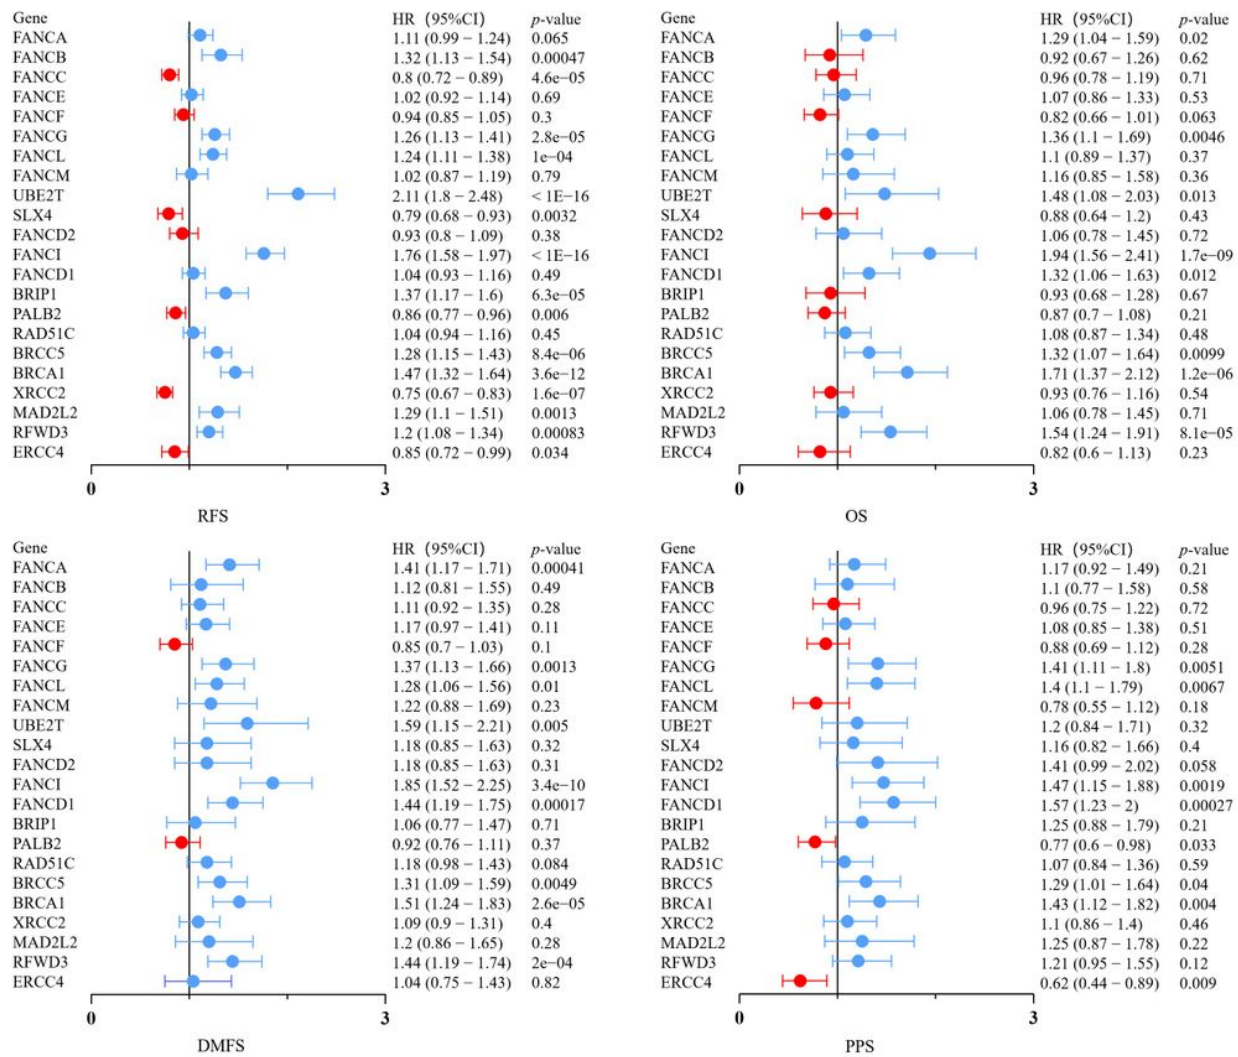 Gene HR (95%CI) p-value
FANCA 1.11 (0.99 − 1.24) 0.065
FANCB 1.32 (1.13 − 1.54) 0.00047
FANCC 0.8 (0.72 − 0.89) 4.6e−05
FANCE 1.02 (0.92 − 1.14) 0.69
FANCF 0.94 (0.85 − 1.05) 0.3
FANCG 1.26 (1.13 − 1.41) 2.8e−05
FANCL 1.24 (1.11 − 1.38) 1e−04
FANCM 1.02 (0.87 − 1.19) 0.79
UBE2T 2.11 (1.8 − 2.48) < 1E−16
SLX4 0.79 (0.68 − 0.93) 0.0032
FANCD2 0.93 (0.8 − 1.09) 0.38
FANCI 1.76 (1.58 − 1.97) < 1E−16
FANCD1 1.04 (0.93 − 1.16) 0.49
BRIP1 1.37 (1.17 − 1.6) 6.3e−05
PALB2 0.86 (0.77 − 0.96) 0.006
RAD51C 1.04 (0.94 − 1.16) 0.45
BRCC5 1.28 (1.15 − 1.43) 8.4e−06
BRCA1 1.47 (1.32 − 1.64) 3.6e−12
XRCC2 0.75 (0.67 − 0.83) 1.6e−07
MAD2L2 1.29 (1.1 − 1.51) 0.0013
RFWD3 1.2 (1.08 − 1.34) 0.00083
ERCC4 0.85 (0.72 − 0.99) 0.034
0 3
RFS
Gene HR (95%CI) p-value
FANCA 1.29 (1.04 − 1.59) 0.02
FANCB 0.92 (0.67 − 1.26) 0.62
FANCC 0.96 (0.78 − 1.19) 0.71
FANCE 1.07 (0.86 − 1.33) 0.53
FANCF 0.82 (0.66 − 1.01) 0.063
FANCG 1.36 (1.1 − 1.69) 0.0046
FANCL 1.1 (0.89 − 1.37) 0.37
FANCM 1.16 (0.85 − 1.58) 0.36
UBE2T 1.48 (1.08 − 2.03) 0.013
SLX4 0.88 (0.64 − 1.2) 0.43
FANCD2 1.06 (0.78 − 1.45) 0.72
FANCI 1.94 (1.56 − 2.41) 1.7e−09
FANCD1 1.32 (1.06 − 1.63) 0.012
BRIP1 0.93 (0.68 − 1.28) 0.67
PALB2 0.87 (0.7 − 1.08) 0.21
RAD51C 1.08 (0.87 − 1.34) 0.48
BRCC5 1.32 (1.07 − 1.64) 0.0099
BRCA1 1.71 (1.37 − 2.12) 1.2e−06
XRCC2 0.93 (0.76 − 1.16) 0.54
MAD2L2 1.06 (0.78 − 1.45) 0.71
RFWD3 1.54 (1.24 − 1.91) 8.1e−05
ERCC4 0.82 (0.6 − 1.13) 0.23
0 3
OS
Gene HR (95%CI) p-value
FANCA 1.41 (1.17 − 1.71) 0.00041
FANCB 1.12 (0.81 − 1.55) 0.49
FANCC 1.11 (0.92 − 1.35) 0.28
FANCE 1.17 (0.97 − 1.41) 0.11
FANCF 0.85 (0.7 − 1.03) 0.1
FANCG 1.37 (1.13 − 1.66) 0.0013
FANCL 1.28 (1.06 − 1.56) 0.01
FANCM 1.22 (0.88 − 1.69) 0.23
UBE2T 1.59 (1.15 − 2.21) 0.005
SLX4 1.18 (0.85 − 1.63) 0.32
FANCD2 1.18 (0.85 − 1.63) 0.31
FANCI 1.85 (1.52 − 2.25) 3.4e−10
FANCD1 1.44 (1.19 − 1.75) 0.00017
BRIP1 1.06 (0.77 − 1.47) 0.71
PALB2 0.92 (0.76 − 1.11) 0.37
RAD51C 1.18 (0.98 − 1.43) 0.084
BRCC5 1.31 (1.09 − 1.59) 0.0049
BRCA1 1.51 (1.24 − 1.83) 2.6e−05
XRCC2 1.09 (0.9 − 1.31) 0.4
MAD2L2 1.2 (0.86 − 1.65) 0.28
RFWD3 1.44 (1.19 − 1.74) 2e−04
ERCC4 1.04 (0.75 − 1.43) 0.82
0 3
DMFS
Gene HR (95%CI) p-value
FANCA 1.17 (0.92 − 1.49) 0.21
FANCB 1.1 (0.77 − 1.58) 0.58
FANCC 0.96 (0.75 − 1.22) 0.72
FANCE 1.08 (0.85 − 1.38) 0.51
FANCF 0.88 (0.69 − 1.12) 0.28
FANCG 1.41 (1.11 − 1.8) 0.0051
FANCL 1.4 (1.1 − 1.79) 0.0067
FANCM 0.78 (0.55 − 1.12) 0.18
UBE2T 1.2 (0.84 − 1.71) 0.32
SLX4 1.16 (0.82 − 1.66) 0.4
FANCD2 1.41 (0.99 − 2.02) 0.058
FANCI 1.47 (1.15 − 1.88) 0.0019
FANCD1 1.57 (1.23 − 2) 0.00027
BRIP1 1.25 (0.88 − 1.79) 0.21
PALB2 0.77 (0.6 − 0.98) 0.033
RAD51C 1.07 (0.84 − 1.36) 0.59
BRCC5 1.29 (1.01 − 1.64) 0.04
BRCA1 1.43 (1.12 − 1.82) 0.004
XRCC2 1.1 (0.86 − 1.4) 0.46
MAD2L2 1.25 (0.87 − 1.78) 0.22
RFWD3 1.21 (0.95 − 1.55) 0.12
ERCC4 0.62 (0.44 − 0.89) 0.009
0 3
PPS